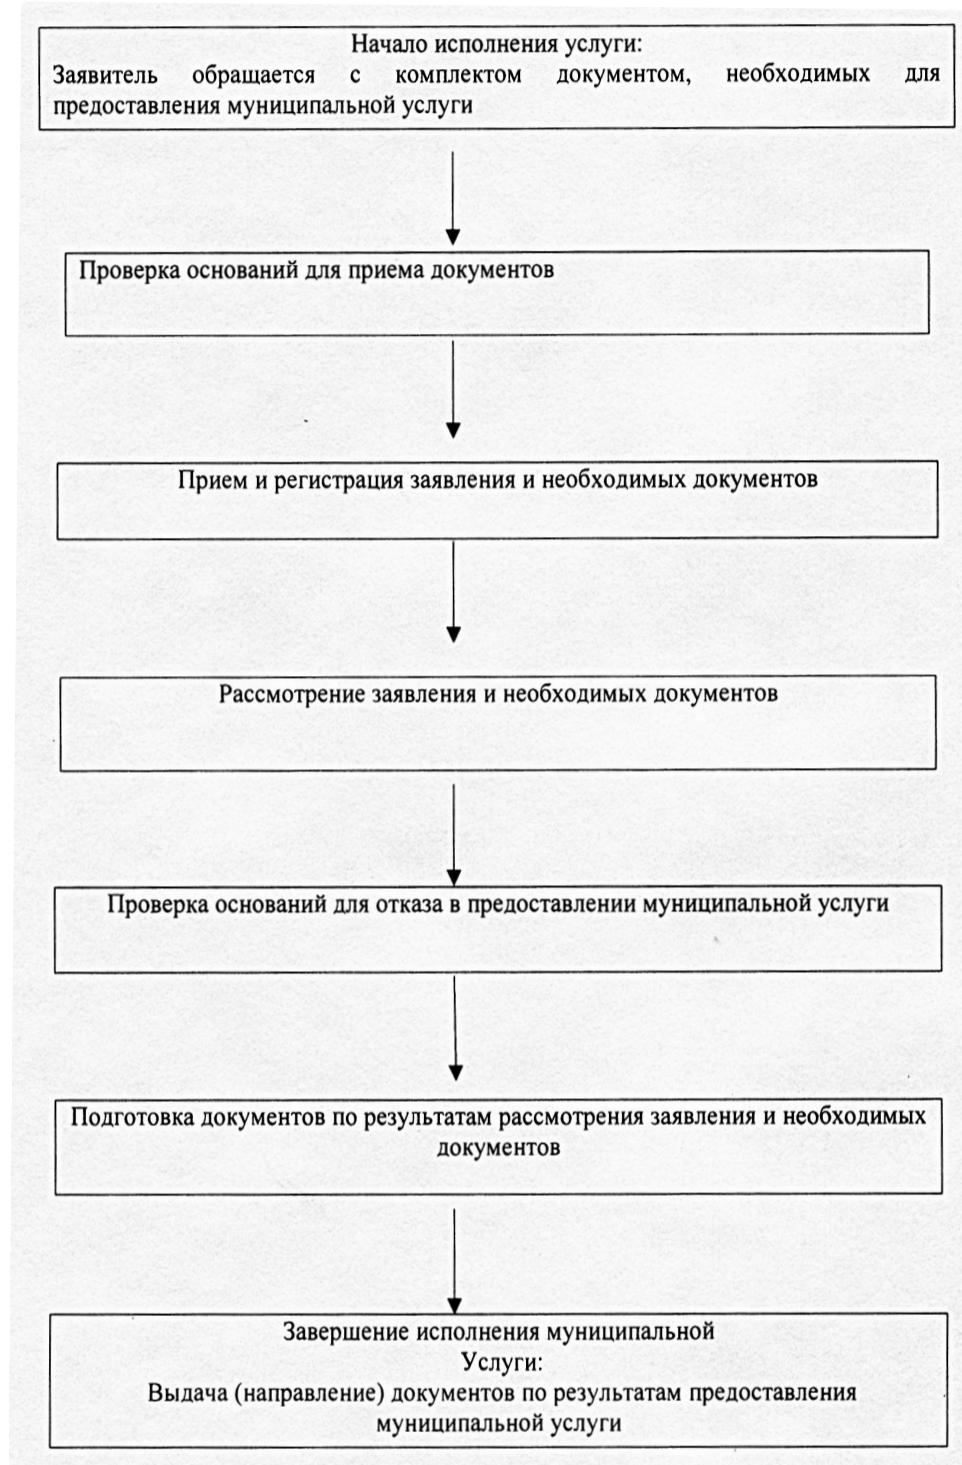 Начало исполнения услуги:
Заявитель обращается с комплектом документом, необходимых для
предоставления муниципальной услуги
Проверка оснований для приема документов
Прием и регистрация заявления и необходимых документов
Рассмотрение заявления и необходимых документов
Проверка оснований для отказа в предоставлении муниципальной услуги
Подготовка документов по результатам рассмотрения заявления и необходимых
документов
Завершение исполнения муниципальной
Услуги:
Выдача (направление) документов по результатам предоставления
муниципальной услуги